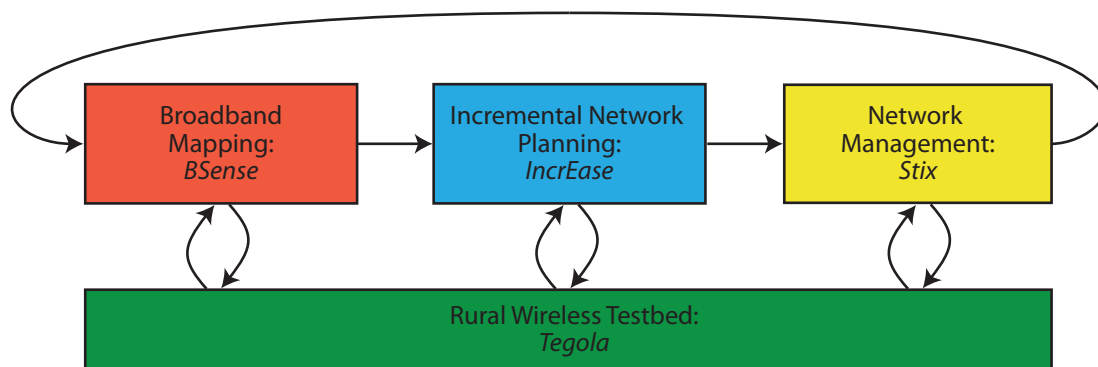 Broadband
Mapping:
BSense
Incremental Network
Planning:
IncrEase
Network
Management:
Stix
Rural Wireless Testbed:
Tegola